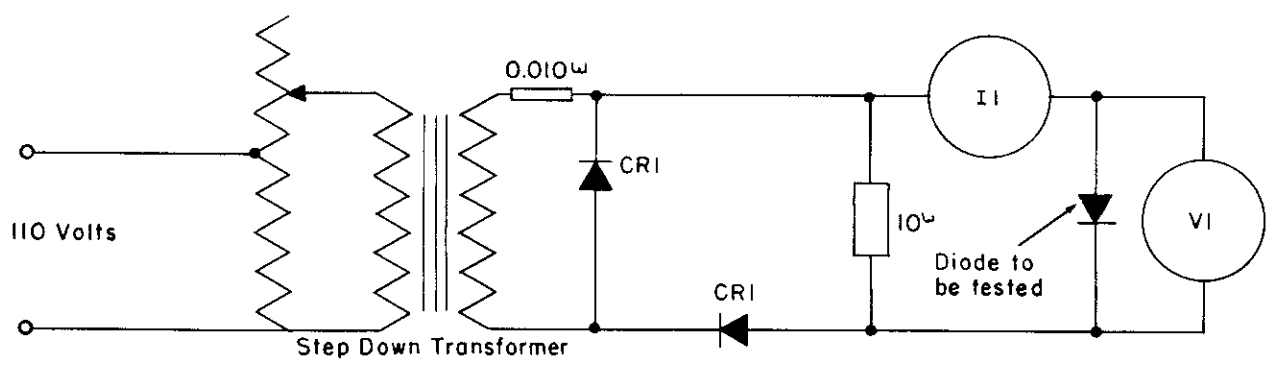 0.010ω
I1
CR1
V1
10ω
110 Volts
Diode to
be tested
CR1
Step Down Transformer